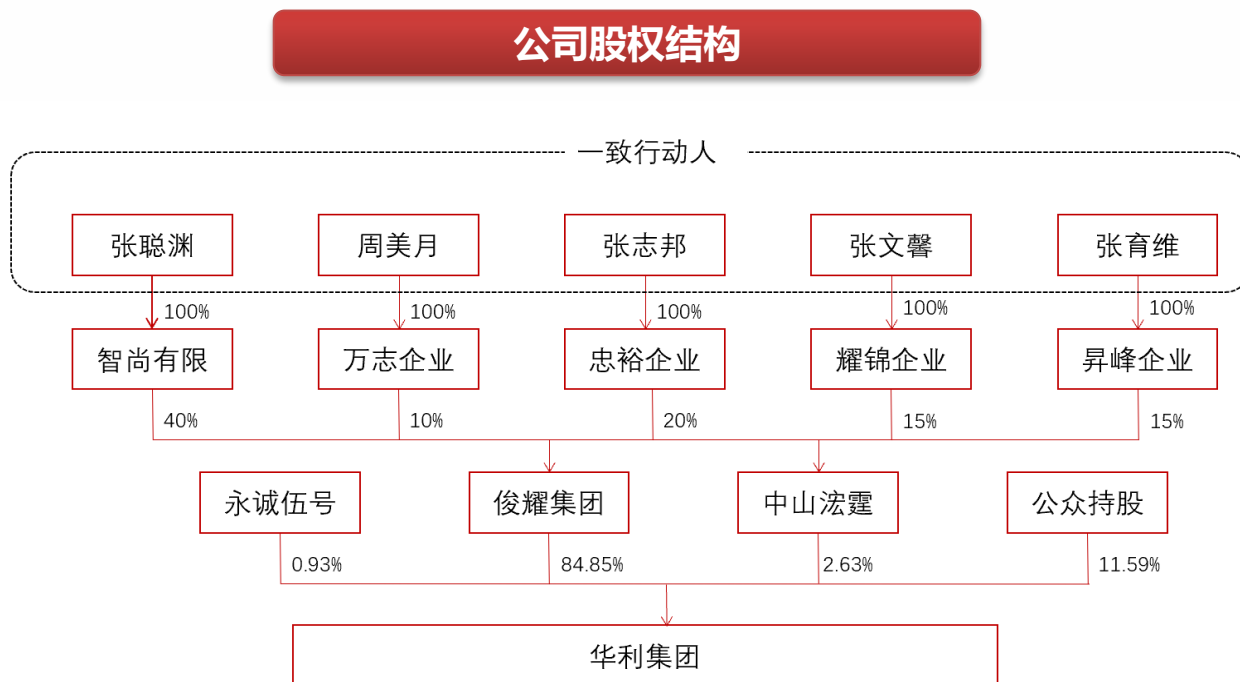 公司股权结构
一致行动人
张聪渊 周美月 张志邦 张文馨 张育维
100% 100% 100% 100% 100%
智尚有限 万志企业 忠裕企业 耀锦企业 昇峰企业
40% 10% 20% 15% 15%
永诚伍号 俊耀集团 中山浤霆 公众持股
0.93% 84.85% 2.63% 11.59%
华利集团